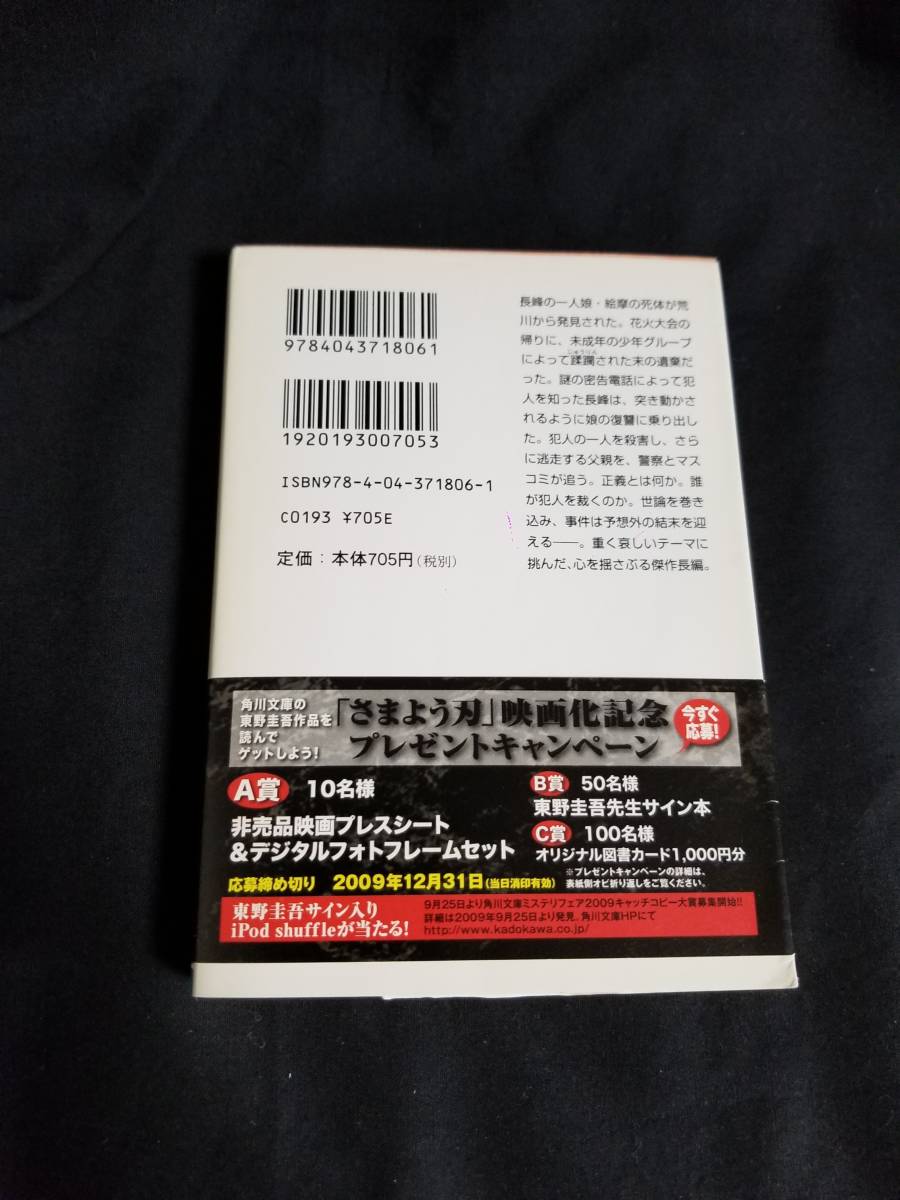 9784043718061
1920193007053
ISBN978-4-04-371806-1
C0193 ¥705E
定価：本体705円（税別）
長峰の一人娘・絵摩の死体が荒
川から発見された。花火大会の
帰りに、未成年の少年グループ
によって蹂躙された末の遺棄だ
じゅうりん
った。謎の密告電話によって犯
人を知った長峰は、突き動かさ
れるように娘の復讐に乗り出し
た。犯人の一人を殺害し、さら
に逃走する父親を、警察とマス
コミが追う。正義とは何か。誰
が犯人を裁くのか。世論を巻き
込み、事件は予想外の結末を迎
える――。重く哀しいテーマに
挑んだ、心を揺さぶる傑作長編。
角川文庫の
東野圭吾作品を
読んで
ゲットしよう！
「さまよう刃」映画化記念
プレゼントキャンペーン
今すぐ
応募！
A賞 10名様
非売品映画プレスシート
&デジタルフォトフレームセット
B賞 50名様
東野圭吾先生サイン本
C賞 100名様
オリジナル図書カード1,000円分
※プレゼントキャンペーンの詳細は、
表紙側オビ折り返しをご覧ください。
応募締め切り 2009年12月31日（当日消印有効）
東野圭吾サイン入り
iPod shuffleが当たる！
9月25日より角川文庫ミステリフェア2009キャッチコピー大賞募集開始!!
詳細は2009年9月25日より発見。角川文庫HPにて
http://www.kadokawa.co.jp/